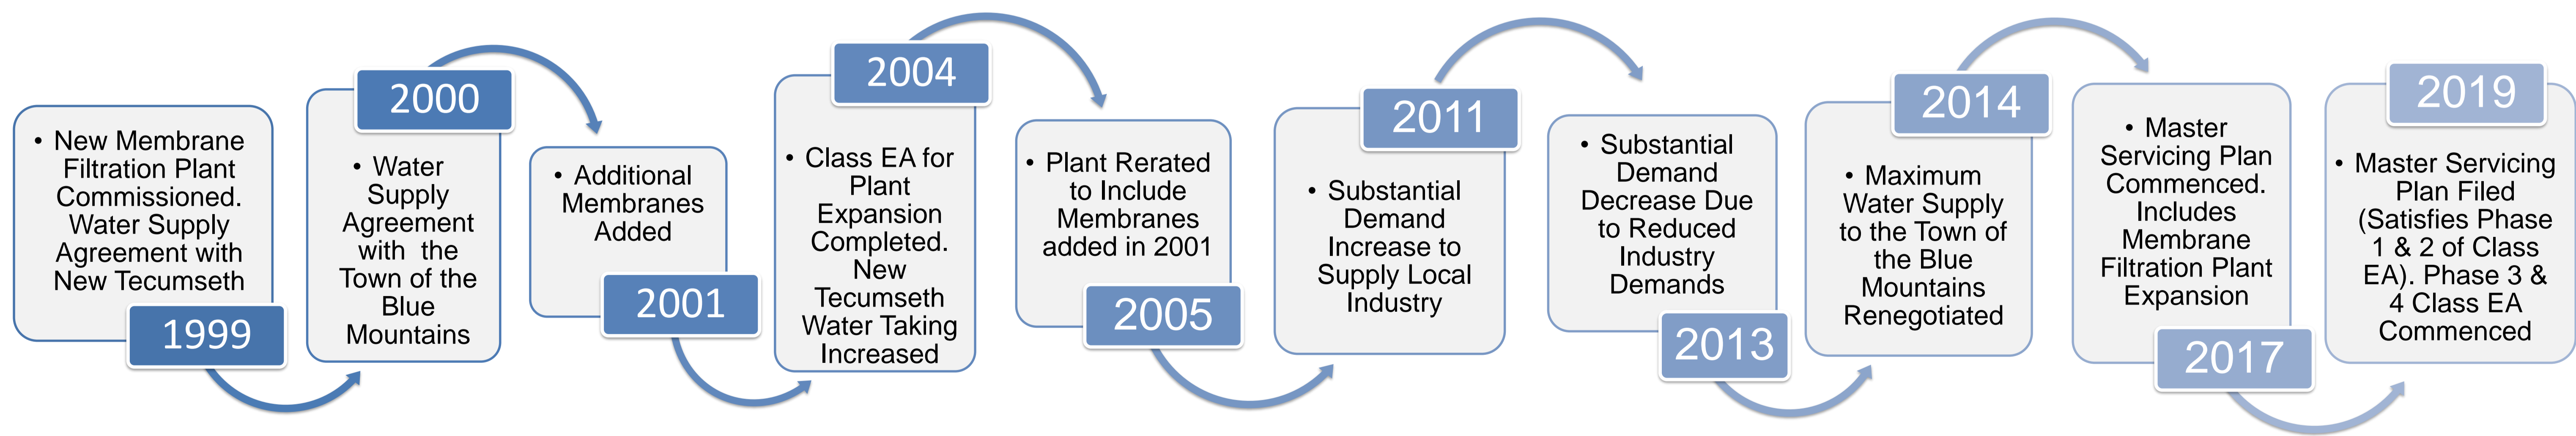 • New Membrane
Filtration Plant
Commissioned.
Water Supply
Agreement with
New Tecumseth
1999
2000
• Water
Supply
Agreement
with the
Town of the
Blue
Mountains
• Additional
Membranes
Added
2001
2004
• Class EA for
Plant
Expansion
Completed.
New
Tecumseth
Water Taking
Increased
• Plant Rerated
to Include
Membranes
added in 2001
2005
2011
• Substantial
Demand
Increase to
Supply Local
Industry
• Substantial
Demand
Decrease Due
to Reduced
Industry
Demands
2013
2014
• Maximum
Water Supply
to the Town of
the Blue
Mountains
Renegotiated
• Master
Servicing Plan
Commenced.
Includes
Membrane
Filtration Plant
Expansion
2017
2019
• Master Servicing
Plan Filed
(Satisfies Phase
1 & 2 of Class
EA). Phase 3 &
4 Class EA
Commenced